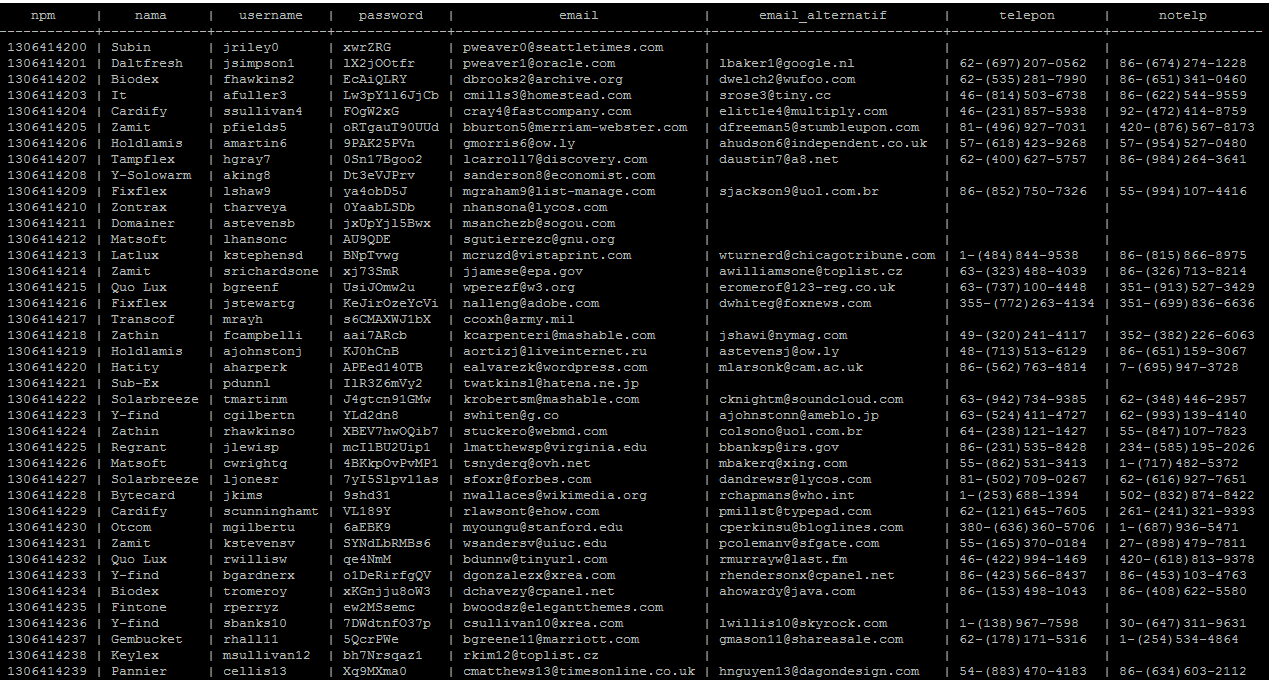 npm | nama | username | password | email | email_alternatif | telepon | notelp
1306414200 | Subin | jriley0 | xwrZRG | pweaver0@seattletimes.com | | |
1306414201 | Daltfresh | jsimpson1 | lX2jOOtfr | pweaver1@oracle.com | lbaker1@google.nl | 62-(697)207-0562 | 86-(674)274-1228
1306414202 | Biodex | fhawkins2 | EcAiQLRY | dbrooks2@archive.org | dwelch2@wufoo.com | 62-(535)281-7990 | 86-(651)341-0460
1306414203 | It | afuller3 | Lw3pY1l6JjCb | cmills3@homestead.com | srose3@tiny.cc | 46-(814)503-6738 | 86-(622)544-9559
1306414204 | Cardify | ssullivan4 | FOgW2xG | cray4@fastcompany.com | elittle4@multiply.com | 46-(231)857-5938 | 92-(472)414-8759
1306414205 | Zamit | pfields5 | oRTgauT90UUd | bburton5@merriam-webster.com | dfreeman5@stumbleupon.com | 81-(496)927-7031 | 420-(876)567-8173
1306414206 | Holdlamis | amartin6 | 9PAK25PVn | gmorris6@ow.ly | ahudson6@independent.co.uk | 57-(618)423-9268 | 57-(954)527-0480
1306414207 | Tampflex | hgray7 | 0Sn17Bgoo2 | lcarroll7@discovery.com | daustin7@a8.net | 62-(400)627-5757 | 86-(984)264-3641
1306414208 | Y-Solowarm | aking8 | Dt3eVJPrv | sanderson8@economist.com | | |
1306414209 | Fixflex | lshaw9 | ya4obD5J | mgraham9@list-manage.com | sjackson9@uol.com.br | 86-(852)750-7326 | 55-(994)107-4416
1306414210 | Zontrax | tharveya | 0YaabLSDb | nhansona@lycos.com | | |
1306414211 | Domainer | astevensb | jxUpYjl5Bwx | msanchezb@sogou.com | | |
1306414212 | Matsoft | lhansonc | AU9QDE | sgutierrezc@gnu.org | | |
1306414213 | Latlux | kstephensd | BNpTvwg | mcruzd@vistaprint.com | wturnerd@chicagotribune.com | 1-(484)844-9538 | 86-(815)866-8975
1306414214 | Zamit | srichardsone | xj73SmR | jjamese@epa.gov | awilliamsone@toplist.cz | 63-(323)488-4039 | 86-(326)713-8214
1306414215 | Quo Lux | bgreenf | UsiJOmw2u | wperezf@w3.org | eromerof@123-reg.co.uk | 63-(737)100-4448 | 351-(913)527-3429
1306414216 | Fixflex | jstewartg | KeJirOzeYcVi | nalleng@adobe.com | dwhiteg@foxnews.com | 355-(772)263-4134 | 351-(699)836-6636
1306414217 | Transcof | mrayh | s6CMAXWJ1bX | ccoxh@army.mil | | |
1306414218 | Zathin | fcampbelli | aai7ARcb | kcarpenteri@mashable.com | jshawi@nymag.com | 49-(320)241-4117 | 352-(382)226-6063
1306414219 | Holdlamis | ajohnstonj | KJ0hCnB | aortizj@liveinternet.ru | astevensj@ow.ly | 48-(713)513-6129 | 86-(651)159-3067
1306414220 | Hatity | aharperk | APEed140TB | ealvarezk@wordpress.com | mlarsonk@cam.ac.uk | 86-(562)763-4814 | 7-(695)947-3728
1306414221 | Sub-Ex | pdunnl | IlR3Z6mVy2 | twatkinsl@hatena.ne.jp | | |
1306414222 | Solarbreeze | tmartinm | J4gtcn91GMw | krobertsm@mashable.com | cknightm@soundcloud.com | 63-(942)734-9385 | 62-(348)446-2957
1306414223 | Y-find | cgilbertn | YLd2dn8 | swhiten@g.co | ajohnstonn@ameblo.jp | 63-(524)411-4727 | 62-(993)139-4140
1306414224 | Zathin | rhawkinso | XBEV7hwOQib7 | stuckero@webmd.com | colsono@uol.com.br | 64-(238)121-1427 | 55-(847)107-7823
1306414225 | Regrant | jlewisp | mcIlBU2Uip1 | lmatthewsp@virginia.edu | bbanksp@irs.gov | 86-(231)535-8428 | 234-(585)195-2026
1306414226 | Matsoft | cwrightq | 4BKkpOvPvMP1 | tsnyderq@ovh.net | mbakerq@xing.com | 55-(862)531-3413 | 1-(717)482-5372
1306414227 | Solarbreeze | ljonesr | 7yI5Slpvl1as | sfoxr@forbes.com | dandrewsr@lycos.com | 81-(502)709-0267 | 62-(616)927-7651
1306414228 | Bytecard | jkims | 9shd31 | nwallaces@wikimedia.org | rchapmans@who.int | 1-(253)688-1394 | 502-(832)874-8422
1306414229 | Cardify | scunninghamt | VL189Y | rlawsont@ehow.com | pmillst@typepad.com | 62-(121)645-7605 | 261-(241)321-9393
1306414230 | Otcom | mgilbertu | 6aEBK9 | myoungu@stanford.edu | cperkinsu@bloglines.com | 380-(636)360-5706 | 1-(687)936-5471
1306414231 | Zamit | kstevensv | SYNdLbRMBs6 | wsandersv@uiuc.edu | pcolemanv@sfgate.com | 55-(165)370-0184 | 27-(898)479-7811
1306414232 | Quo Lux | rwillisw | qe4NmM | bdunnw@tinyurl.com | rmurrayw@last.fm | 46-(422)994-1469 | 420-(618)813-9378
1306414233 | Y-find | bgardnerx | o1DeRirfgQV | dgonzalezx@xrea.com | rhendersonx@cpanel.net | 86-(423)566-8437 | 86-(453)103-4763
1306414234 | Biodex | tromeroy | xKGnjju8oW3 | dchavezy@cpanel.net | ahowardy@java.com | 86-(153)498-1043 | 86-(408)622-5580
1306414235 | Fintone | rperryz | ew2MSsemc | bwoodsz@elegantthemes.com | | |
1306414236 | Y-find | sbanks10 | 7DWdtnfO37p | csullivan10@xrea.com | lwillis10@skyrock.com | 1-(138)967-7598 | 30-(647)311-9631
1306414237 | Gembucket | rhall11 | 5QcrPWe | bgreene11@marriott.com | gmason11@shareasale.com | 62-(178)171-5316 | 1-(254)534-4864
1306414238 | Keylex | msullivan12 | bh7Nrsqaz1 | rkim12@toplist.cz | | |
1306414239 | Pannier | cellis13 | Xq9MXma0 | cmatthews13@timesonline.co.uk | hnguyen13@dagondesign.com | 54-(883)470-4183 | 86-(634)603-2112